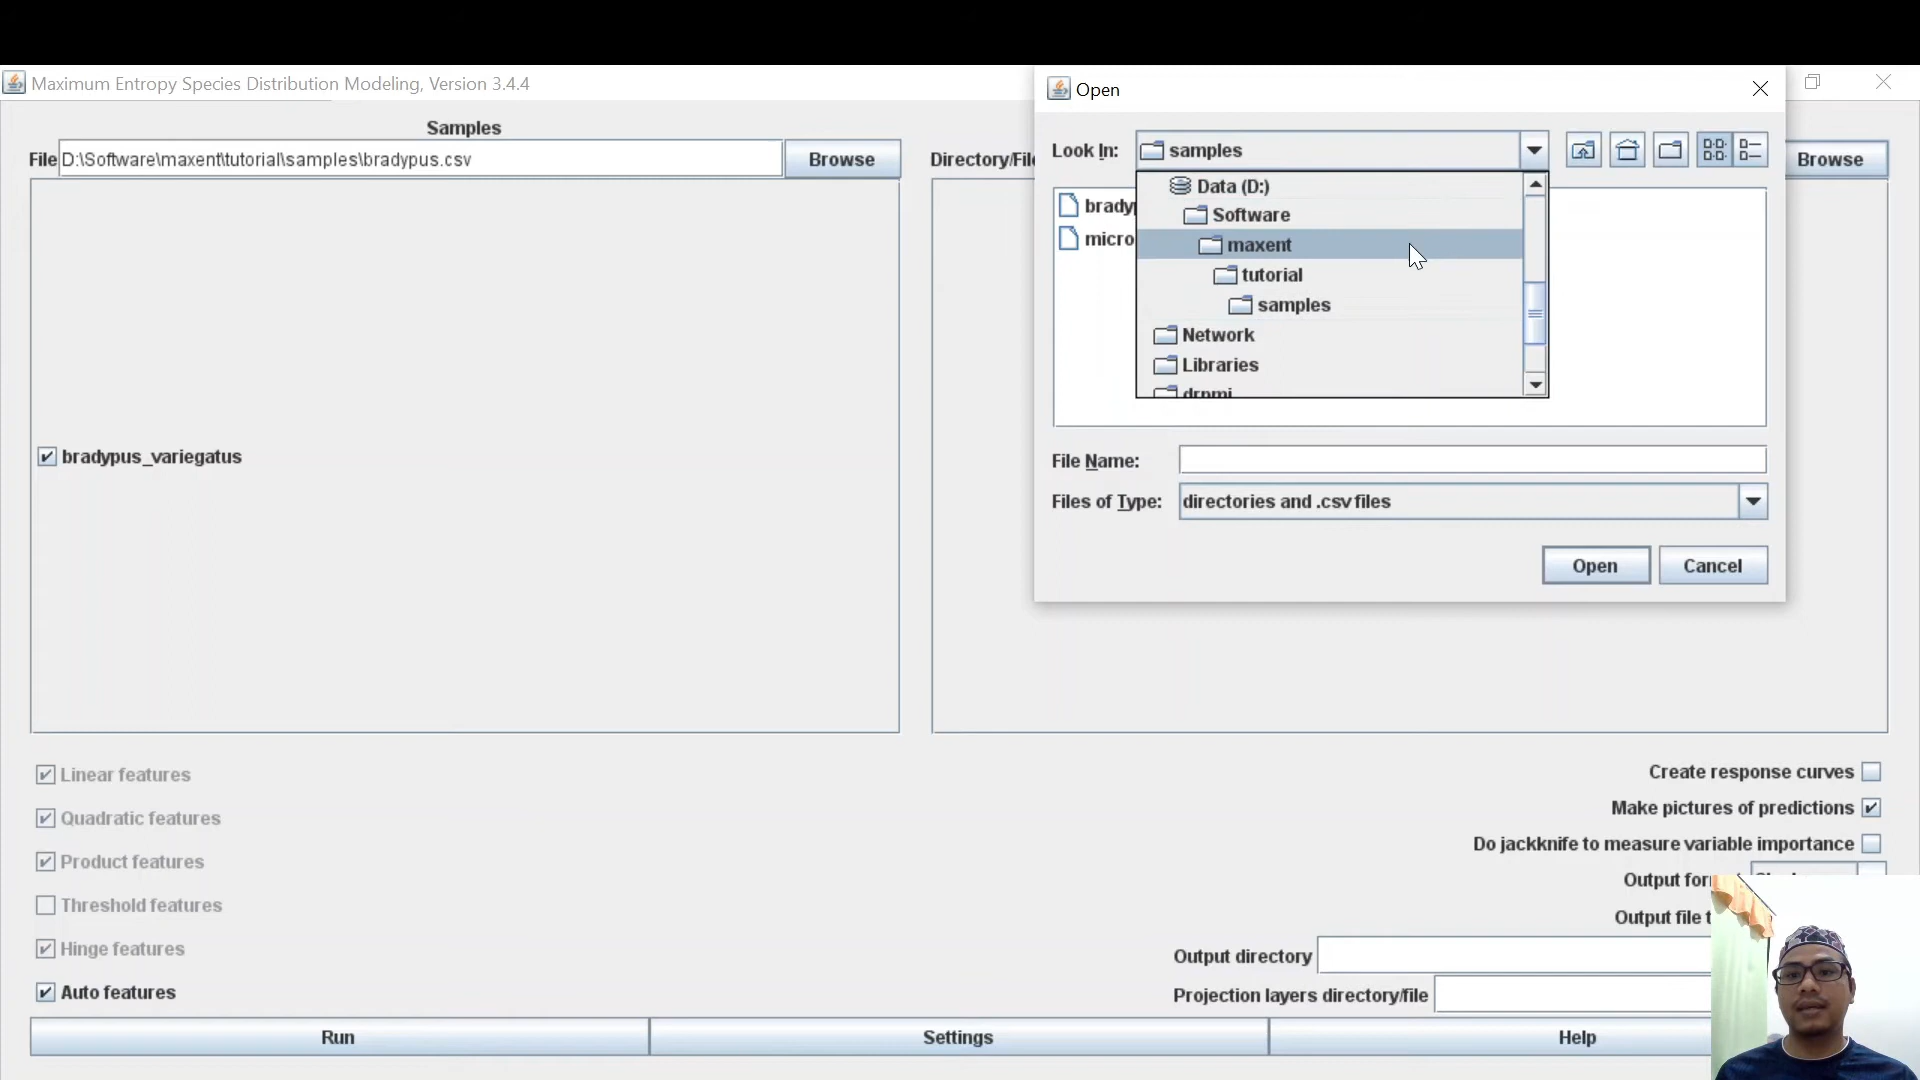 Maximum Entropy Species Distribution Modeling, Version 3.4.4
Samples
File D:\Software\maxent\tutorial\samples\bradypus.csv Browse
bradypus_variegatus
Directory/File
Browse
Open
Look In: samples
Data (D:)
Software
maxent
tutorial
samples
Network
Libraries
File Name:
Files of Type: directories and .csv files
Open Cancel
Linear features
Quadratic features
Product features
Threshold features
Hinge features
Auto features
Create response curves
Make pictures of predictions
Do jackknife to measure variable importance
Output
Output file
Output directory
Projection layers directory/file
Run Settings Help